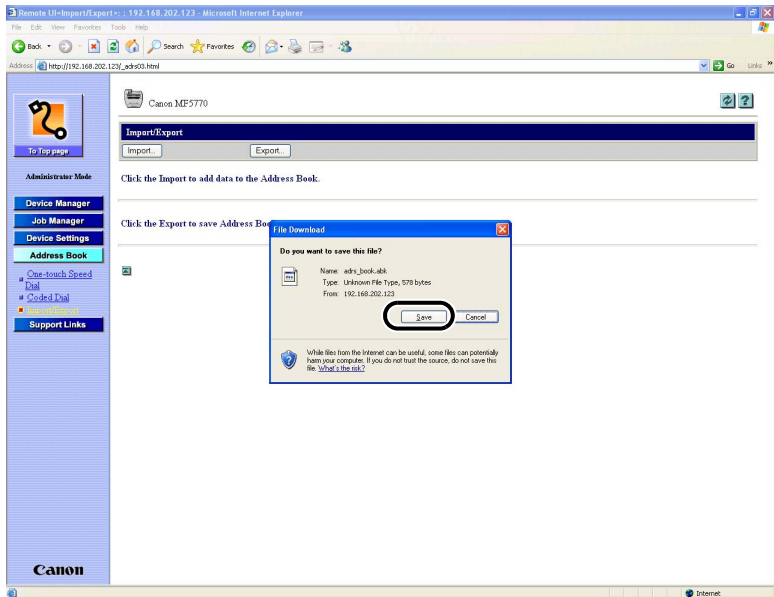 Remote UI<Import/Export>: : 192.168.202.123 - Microsoft Internet Explorer
File Edit View Favorites Tools Help
Back Search Favorites
Address http://192.168.202.123/_adrs03.html Go Links »
Canon MF5770
To Top page
Import/Export
Import.. Export..
Administrator Mode
Click the Import to add data to the Address Book.
Device Manager
Job Manager
Device Settings
Address Book
One-touch Speed
Dial
Coded Dial
Import/Export
Support Links
Click the Export to save Address Boo
File Download
Do you want to save this file?
Name: adrs_book.abk
Type: Unknown File Type, 578 bytes
From: 192.168.202.123
Save Cancel
While files from the Internet can be useful, some files can potentially
harm your computer. If you do not trust the source, do not save this
file. What's the risk?
Canon
Internet